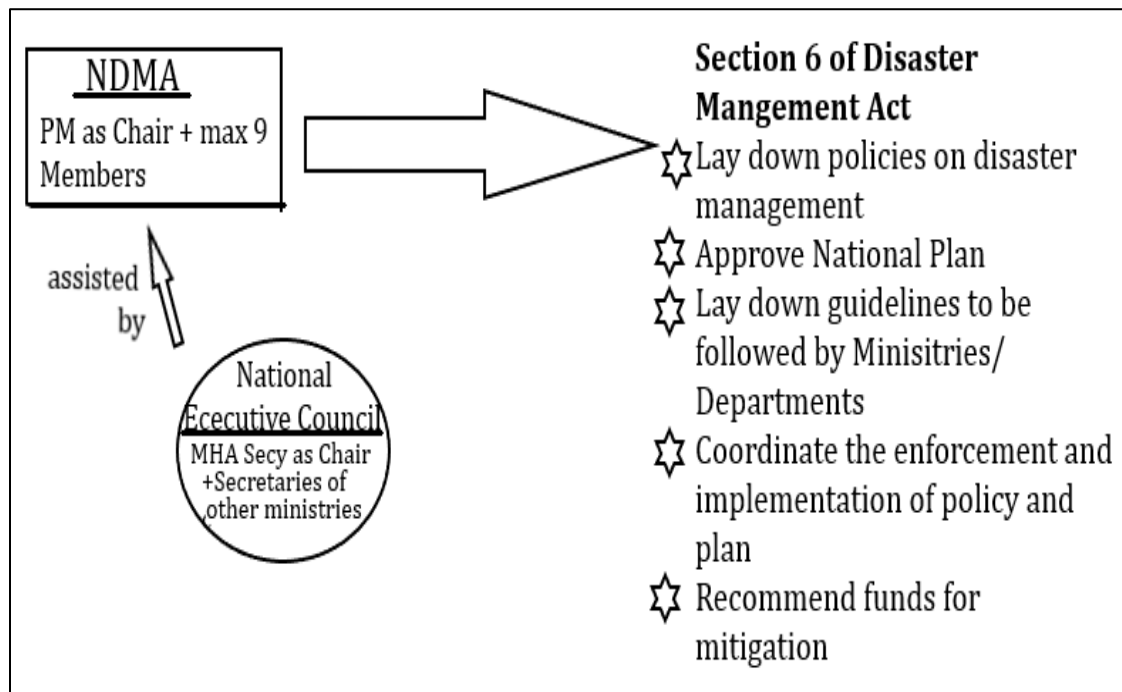 NDMA
PM as Chair + max 9
Members
assisted
by
National
Ececutive Council
MHA Secy as Chair
+Secretaries of
other ministries
Section 6 of Disaster
Mangement Act
Lay down policies on disaster
management
Approve National Plan
Lay down guidelines to be
followed by Minisitries/
Departments
Coordinate the enforcement and
implementation of policy and
plan
Recommend funds for
mitigation